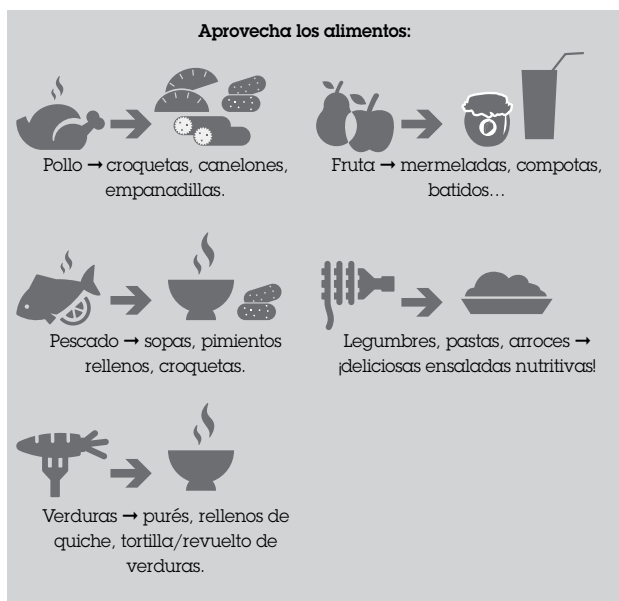 Aprovecha los alimentos:
Pollo → croquetas, canelones,
empanadillas.
Fruta → mermeladas, compotas,
batidos...
Pescado → sopas, pimientos
rellenos, croquetas.
Legumbres, pastas, arroces →
¡deliciosas ensaladas nutritivas!
Verduras → purés, rellenos de
quiche, tortilla/revuelto de
verduras.